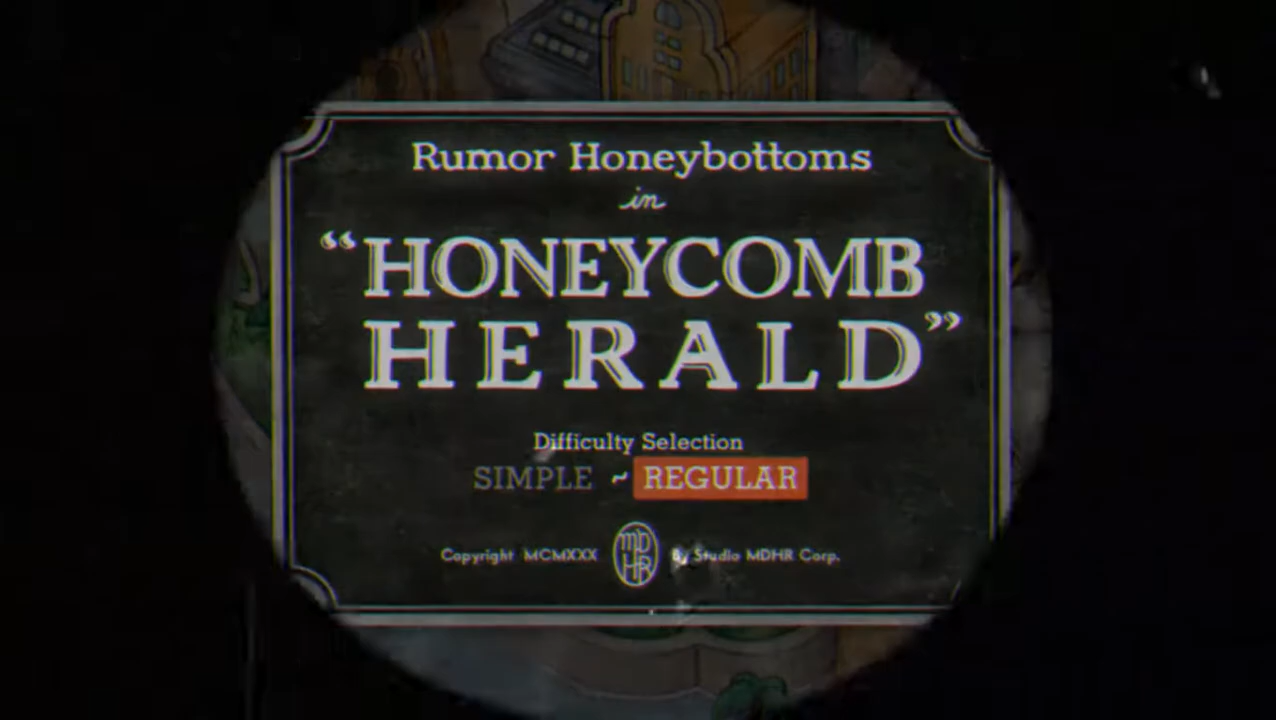 Rumor Honeybottoms
in
“HONEYCOMB
HERALD”
Difficulty Selection
SIMPLE ~ REGULAR
Copyright MCMXXX MDHR By Studio MDHR Corp.